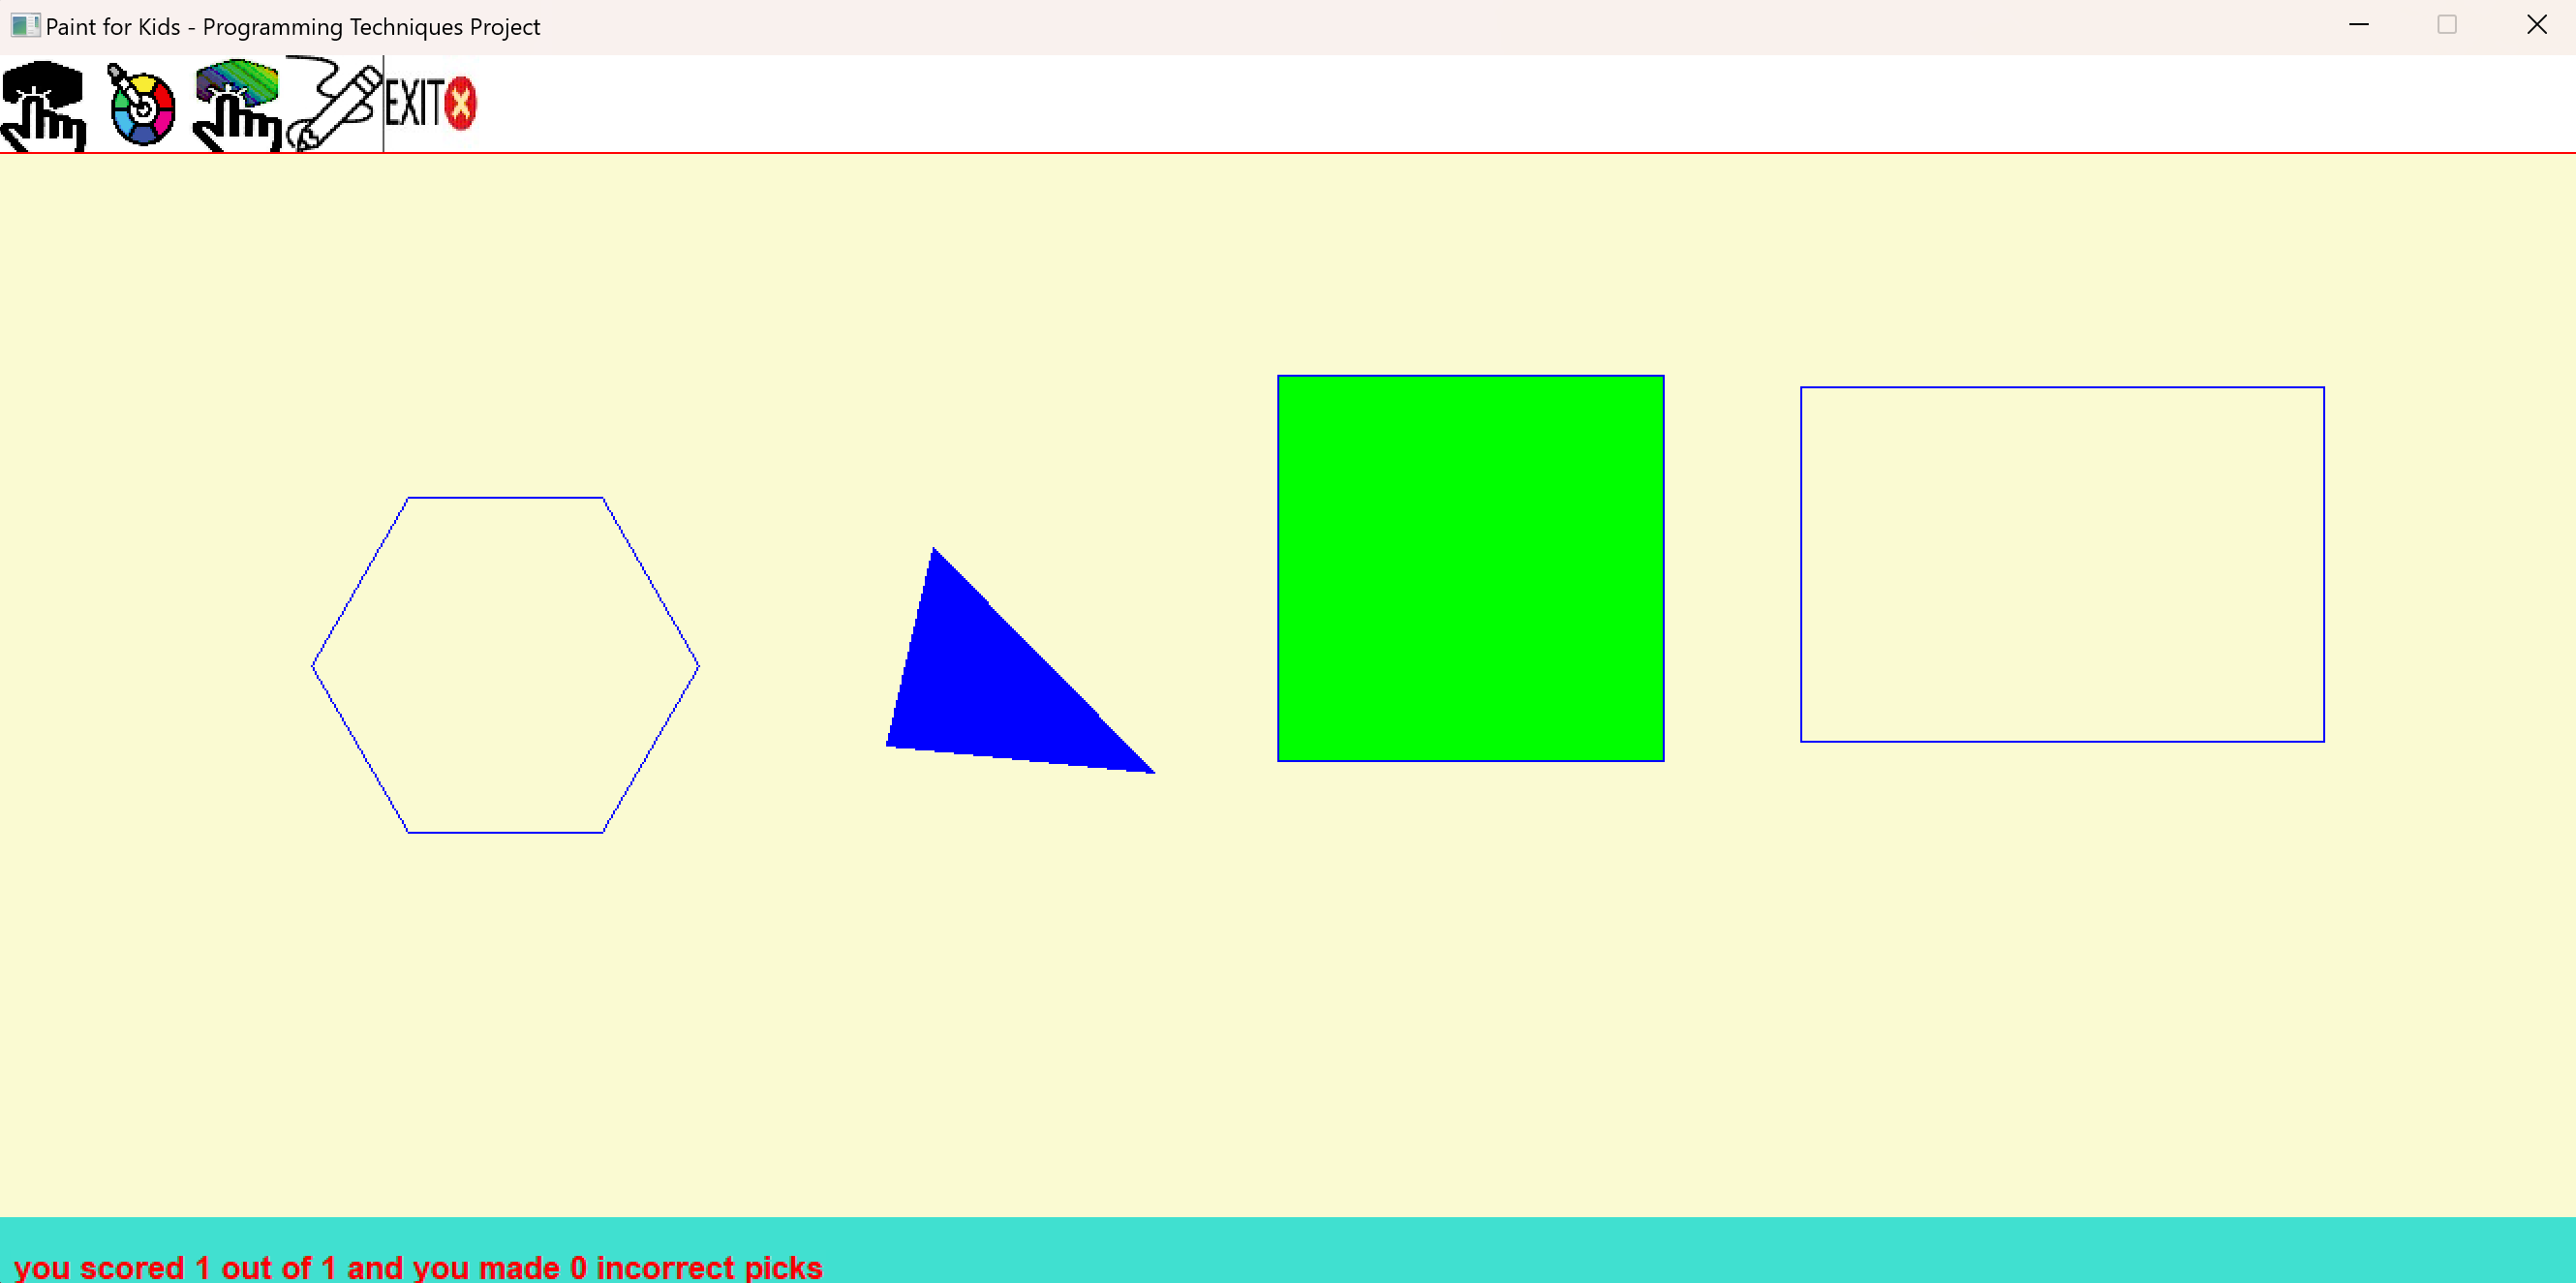 Paint for Kids - Programming Techniques Project
EXIT
you scored 1 out of 1 and you made 0 incorrect picks